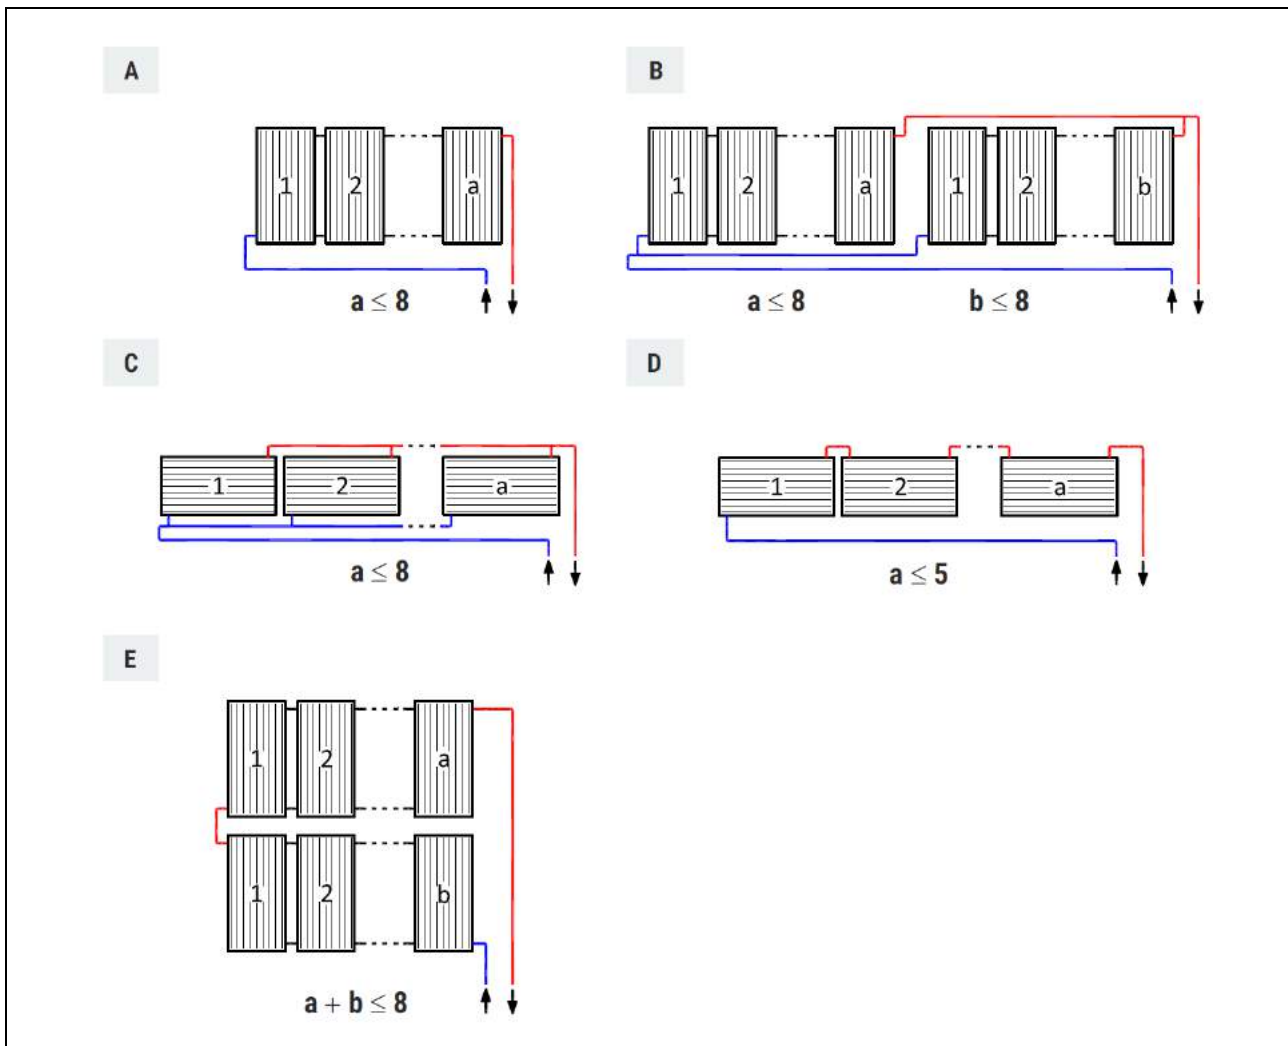 A
B
1 2 a
1 2 a 1 2 b
a ≤ 8
a ≤ 8 b ≤ 8
C
D
1 2 a
1 2 a
a ≤ 8
a ≤ 5
E
1 2 a
1 2 b
a + b ≤ 8